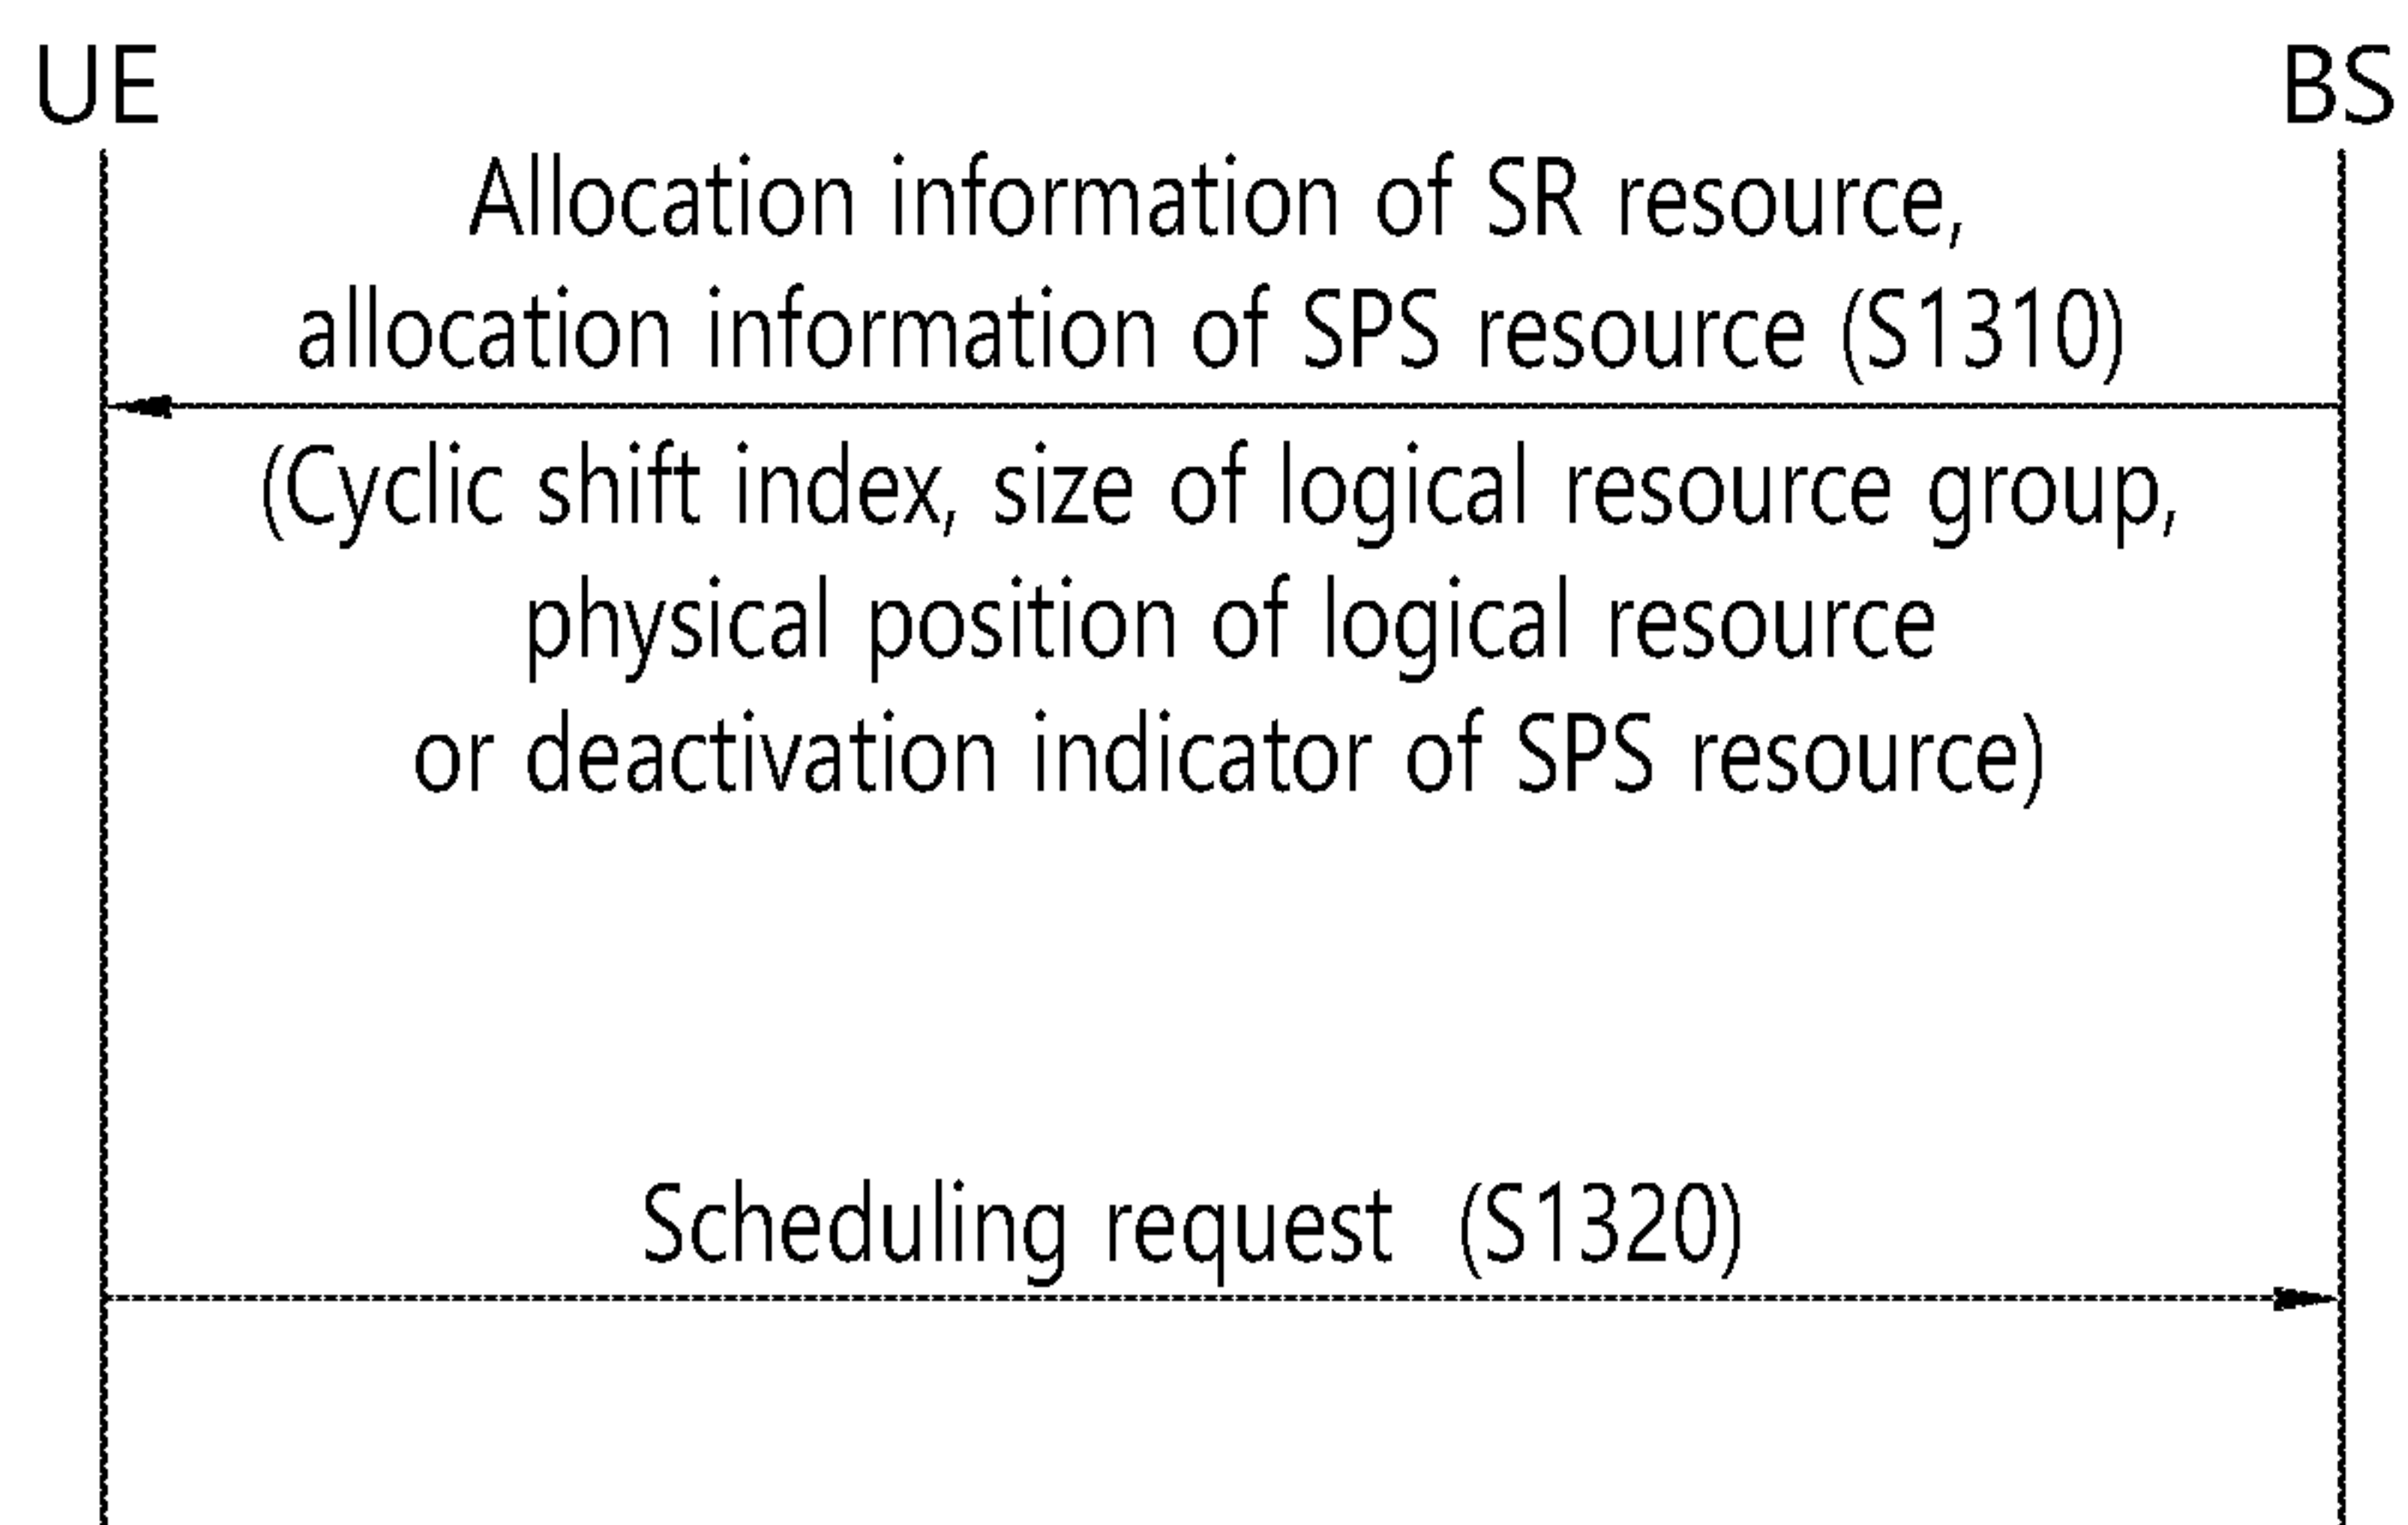 UE BS
Allocation information of SR resource,
allocation information of SPS resource (S1310)
(Cyclic shift index, size of logical resource group,
physical position of logical resource
or deactivation indicator of SPS resource)
Scheduling request (S1320)